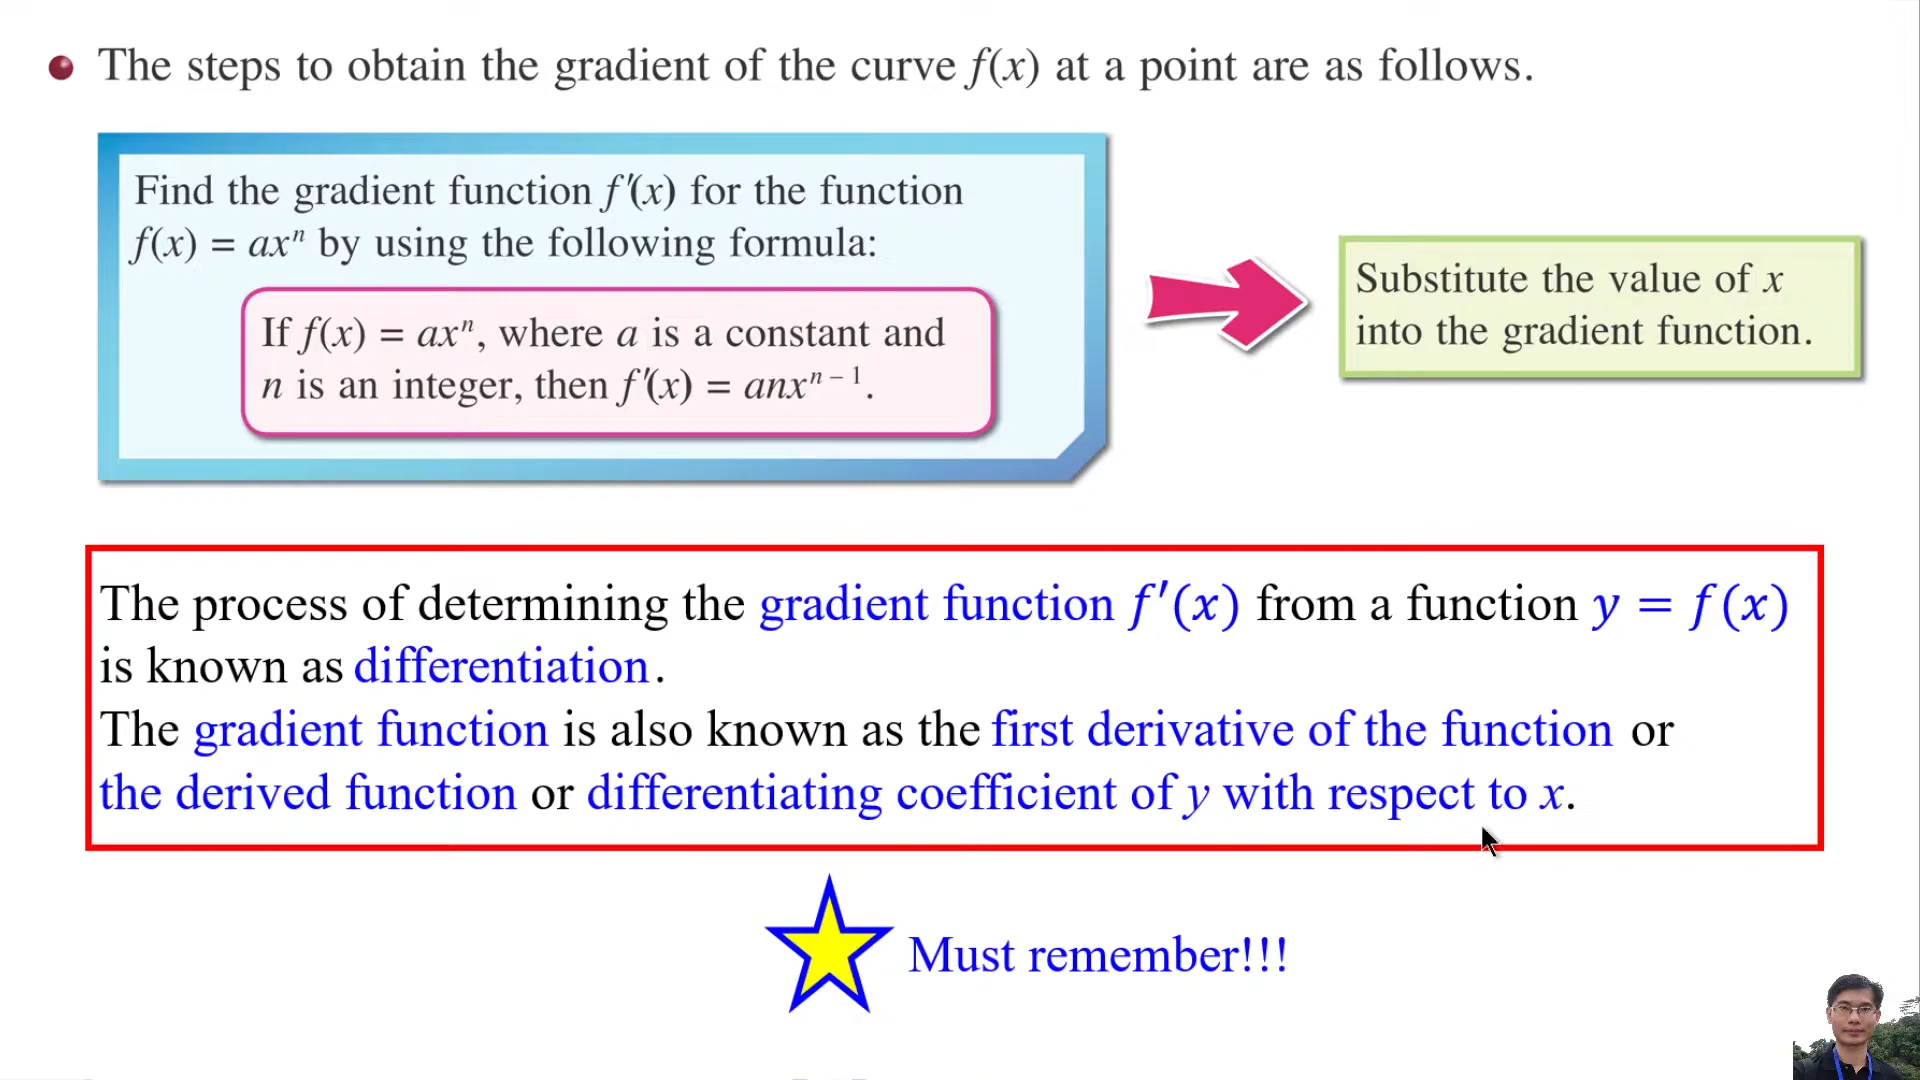 The steps to obtain the gradient of the curve f(x) at a point are as follows.
Find the gradient function f′(x) for the function
f(x) = axⁿ by using the following formula:
If f(x) = axⁿ, where a is a constant and
n is an integer, then f′(x) = anxⁿ⁻¹.
Substitute the value of x
into the gradient function.
The process of determining the gradient function f′(x) from a function y = f(x)
is known as differentiation.
The gradient function is also known as the first derivative of the function or
the derived function or differentiating coefficient of y with respect to x.
Must remember!!!